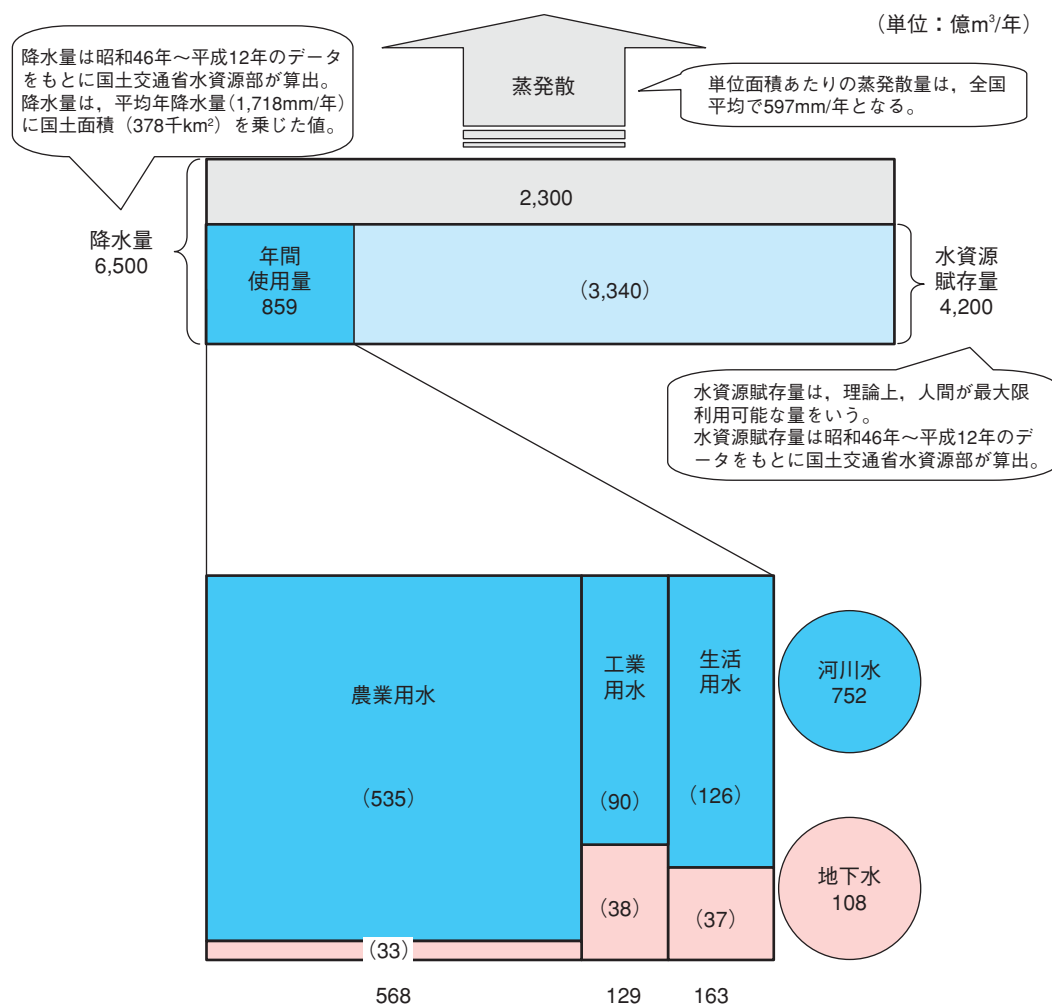 （単位：億m³/年）
降水量は昭和46年～平成12年のデータ
をもとに国土交通省水資源部が算出。
降水量は，平均年降水量（1,718mm/年）
に国土面積（378千km²）を乗じた値。
蒸発散
単位面積あたりの蒸発散量は，全国
平均で597mm/年となる。
2,300
降水量
6,500
年間
使用量
859
（3,340）
水資源
賦存量
4,200
水資源賦存量は，理論上，人間が最大限
利用可能な量をいう。
水資源賦存量は昭和46年～平成12年のデ
ータをもとに国土交通省水資源部が算出。
農業用水
（535）
工業
用水
（90）
生活
用水
（126）
河川水
752
（33）
（38）
（37）
地下水
108
568
129
163